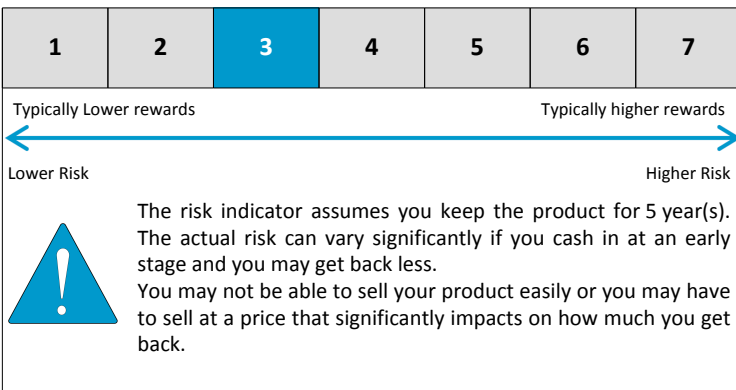 1 2 3 4 5 6 7
Typically Lower rewards Typically higher rewards
Lower Risk Higher Risk
The risk indicator assumes you keep the product for 5 year(s).
The actual risk can vary significantly if you cash in at an early
stage and you may get back less.
You may not be able to sell your product easily or you may have
to sell at a price that significantly impacts on how much you get
back.